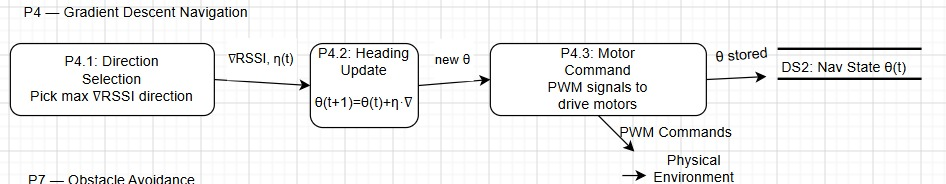 P4 — Gradient Descent Navigation
P4.1: Direction
Selection
Pick max ∇RSSI direction
∇RSSI, η(t)
P4.2: Heading
Update
θ(t+1)=θ(t)+η·∇
new θ
P4.3: Motor
Command
PWM signals to
drive motors
θ stored
DS2: Nav State θ(t)
PWM Commands
Physical
Environment
P7 — Obstacle Avoidance